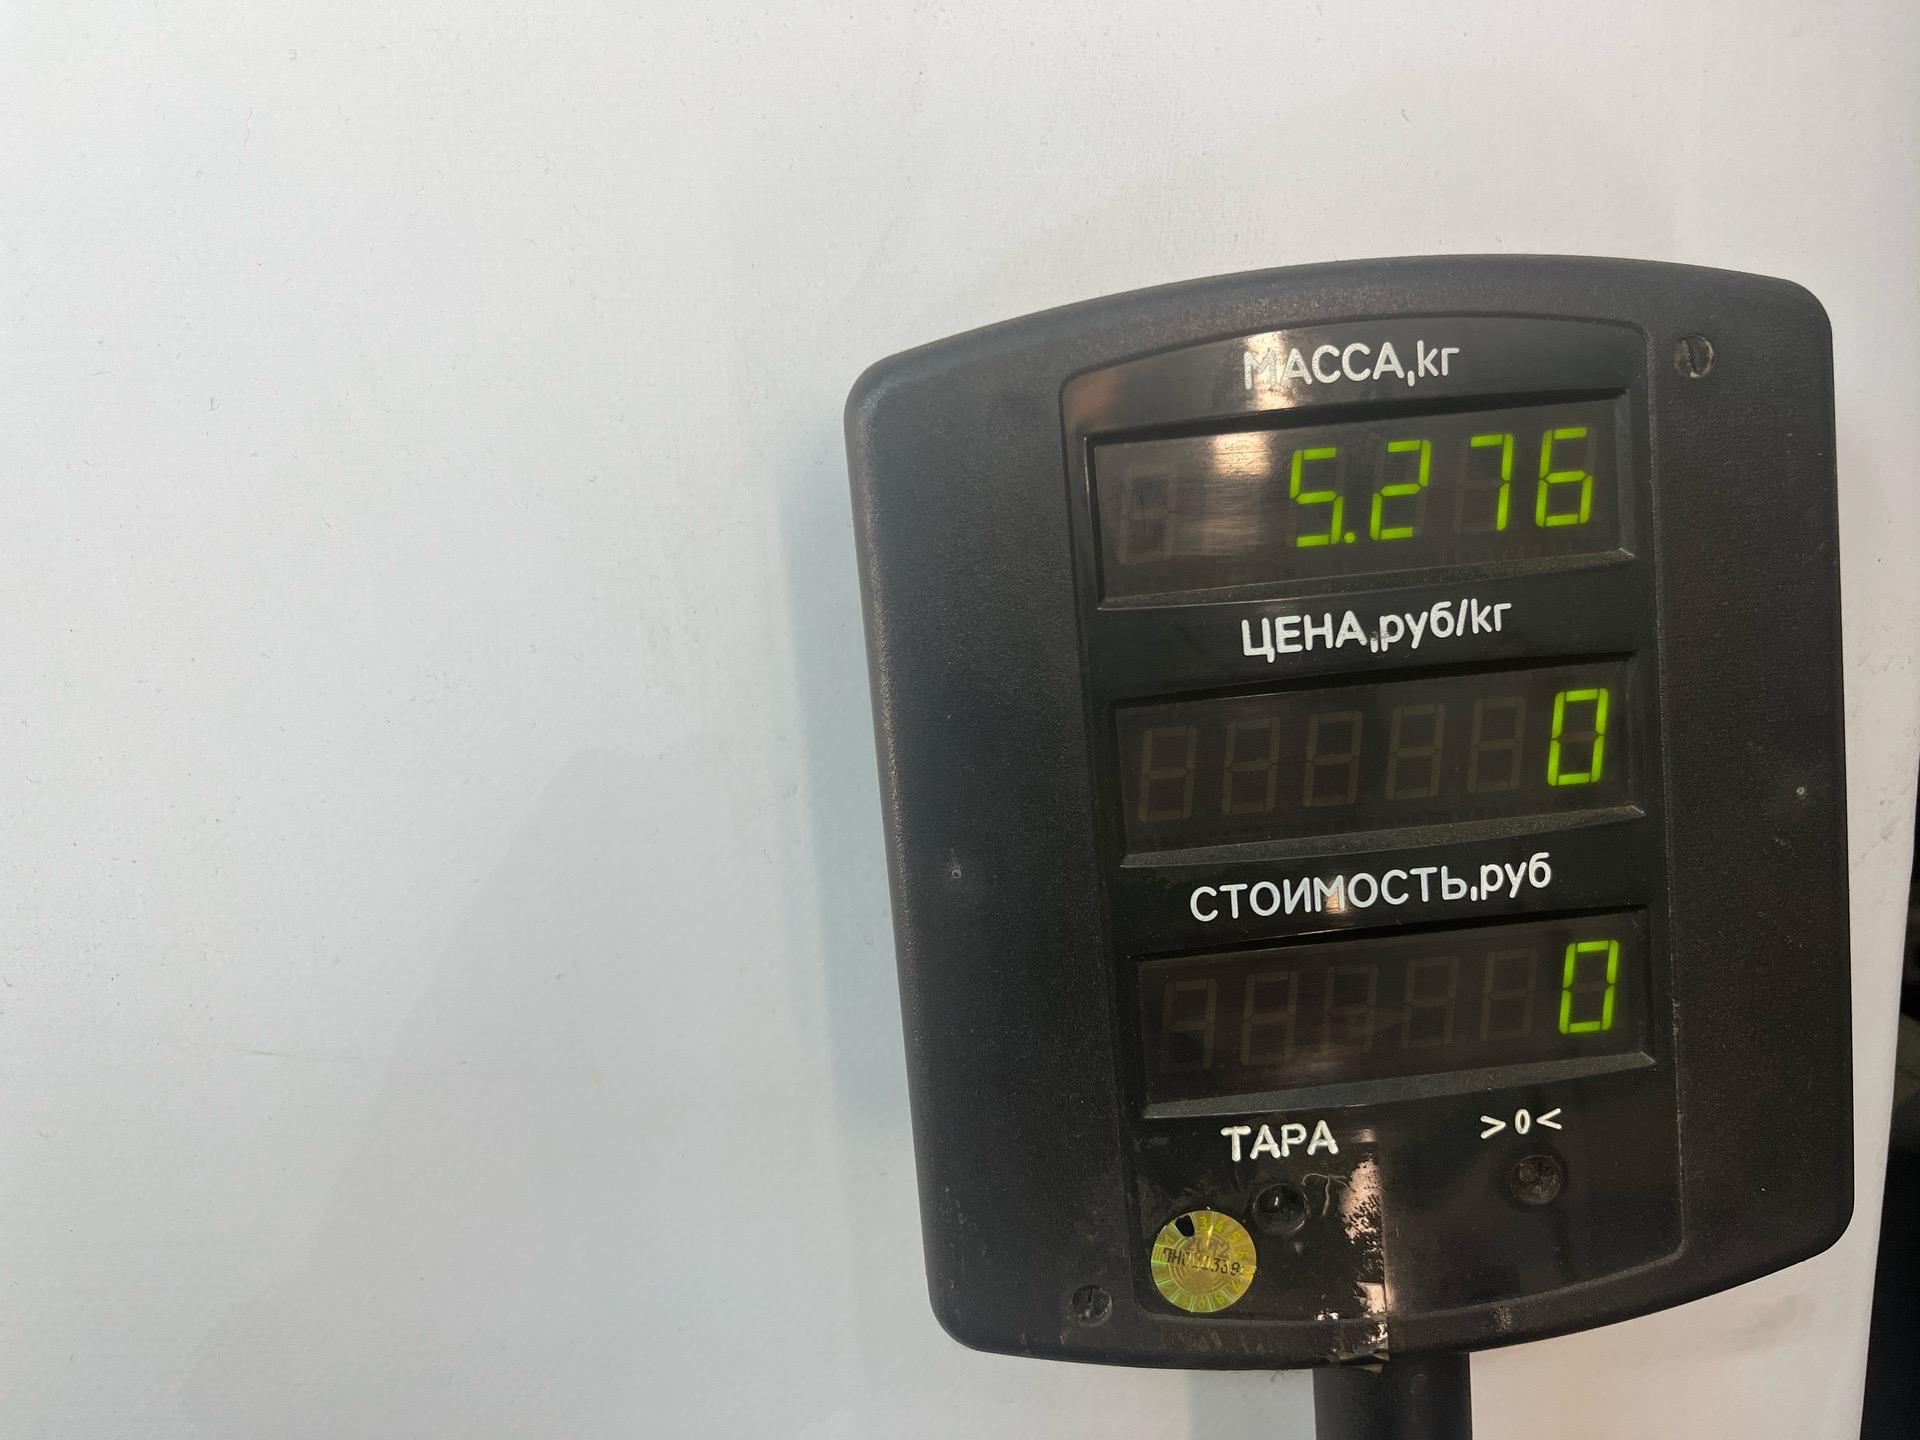 МАССА,кг
5.276
ЦЕНА,руб/кг
0
СТОИМОСТЬ,руб
0
ТАРА >0<